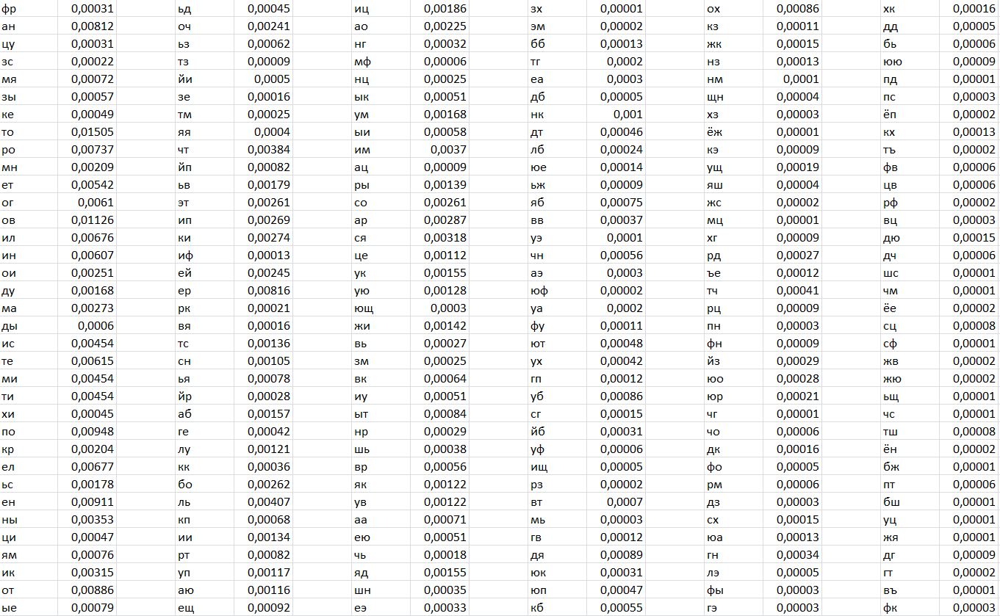 фр 0,00031 ьд 0,00045 иц 0,00186 зх 0,00001 ох 0,00086 хк 0,00016
ан 0,00812 оч 0,00241 ао 0,00225 эм 0,00002 кз 0,00011 дд 0,00005
цу 0,00031 ьз 0,00062 нг 0,00032 бб 0,00013 жк 0,00015 бь 0,00006
зс 0,00022 тз 0,00009 мф 0,00006 тг 0,0002 нз 0,00013 юю 0,00009
мя 0,00072 йи 0,0005 нц 0,00025 еа 0,0003 нм 0,0001 пд 0,00001
зы 0,00057 зе 0,00016 ык 0,00051 дб 0,00005 щн 0,00004 пс 0,00003
ке 0,00049 тм 0,00025 ум 0,00168 нк 0,001 хз 0,00003 ёп 0,00002
то 0,01505 яя 0,0004 ыи 0,00058 дт 0,00046 ёж 0,00001 кх 0,00013
ро 0,00737 чт 0,00384 им 0,0037 лб 0,00024 кэ 0,00009 тъ 0,00002
мн 0,00209 йп 0,00082 ац 0,00009 юе 0,00014 ущ 0,00019 фв 0,00006
ет 0,00542 ьв 0,00179 ры 0,00139 ьж 0,00009 яш 0,00004 цв 0,00006
ог 0,0061 эт 0,00261 со 0,00261 яб 0,00075 жс 0,00002 рф 0,00002
ов 0,01126 ип 0,00269 ар 0,00287 вв 0,00037 мц 0,00001 вц 0,00003
ил 0,00676 ки 0,00274 ся 0,00318 уэ 0,0001 хг 0,00009 дю 0,00015
ин 0,00607 иф 0,00013 це 0,00112 чн 0,00056 рд 0,00027 дч 0,00006
ои 0,00251 ей 0,00245 ук 0,00155 аэ 0,0003 ъе 0,00012 шс 0,00001
ду 0,00168 ер 0,00816 ую 0,00128 юф 0,00002 тч 0,00041 чм 0,00001
ма 0,00273 рк 0,00021 ющ 0,0003 уа 0,0002 рц 0,00009 ёе 0,00002
ды 0,0006 вя 0,00016 жи 0,00142 фу 0,00011 пн 0,00003 сц 0,00008
ис 0,00454 тс 0,00136 вь 0,00027 ют 0,00048 фн 0,00009 сф 0,00001
те 0,00615 сн 0,00105 зм 0,00025 ух 0,00042 йз 0,00029 жв 0,00002
ми 0,00454 ья 0,00078 вк 0,00064 гп 0,00012 юо 0,00028 жю 0,00002
ти 0,00454 йр 0,00028 иу 0,00051 уб 0,00086 юр 0,00021 ьщ 0,00001
хи 0,00045 аб 0,00157 ыт 0,00084 сг 0,00015 чг 0,00001 чс 0,00001
по 0,00948 ге 0,00042 нр 0,00029 йб 0,00031 чо 0,00006 тш 0,00008
кр 0,00204 лу 0,00121 шь 0,00038 уф 0,00006 дк 0,00016 ён 0,00002
ел 0,00677 кк 0,00036 вр 0,00056 ищ 0,00005 фо 0,00005 бж 0,00001
ьс 0,00178 бо 0,00262 як 0,00122 рз 0,00002 рм 0,00006 пт 0,00006
ен 0,00911 ль 0,00407 ув 0,00122 вт 0,0007 дз 0,00003 бш 0,00001
ны 0,00353 кп 0,00068 аа 0,00071 мь 0,00003 сх 0,00015 уц 0,00001
ци 0,00047 ии 0,00134 ею 0,00051 гв 0,00012 юа 0,00013 жя 0,00001
ям 0,00076 рт 0,00082 чь 0,00018 дя 0,00089 гн 0,00034 дг 0,00009
ик 0,00315 уп 0,00117 яд 0,00155 юк 0,00031 лэ 0,00005 гт 0,00002
от 0,00886 аю 0,00116 шн 0,00035 юп 0,00047 фы 0,00003 въ 0,00001
ые 0,00079 ещ 0,00092 еэ 0,00033 кб 0,00055 гэ 0,00003 фк 0,00003